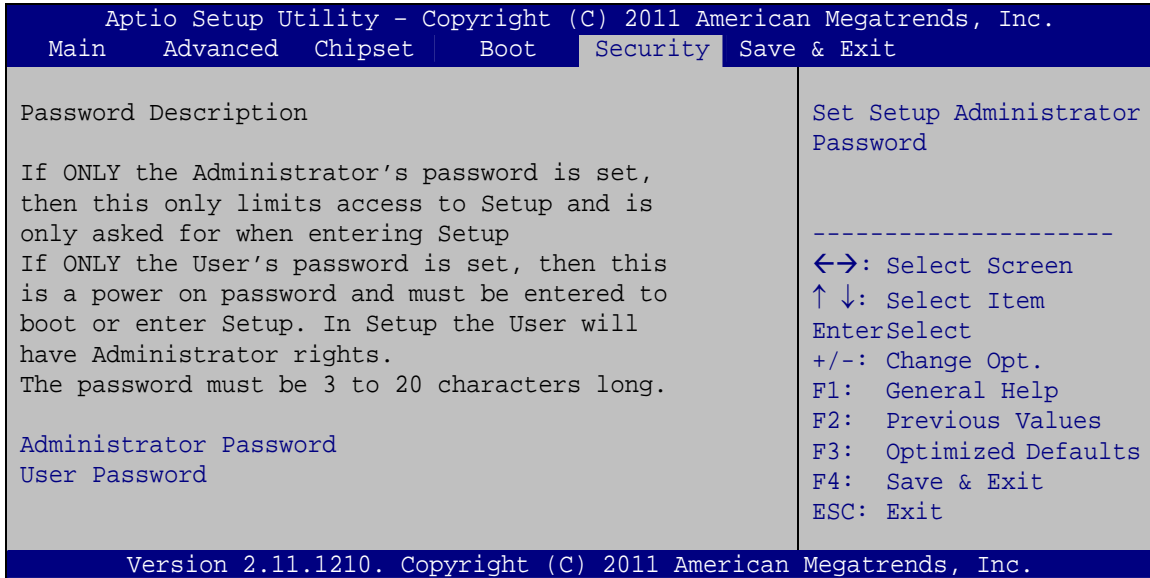 Aptio Setup Utility – Copyright (C) 2011 American Megatrends, Inc.
Main Advanced Chipset Boot Security Save & Exit
Password Description
If ONLY the Administrator’s password is set,
then this only limits access to Setup and is
only asked for when entering Setup
If ONLY the User’s password is set, then this
is a power on password and must be entered to
boot or enter Setup. In Setup the User will
have Administrator rights.
The password must be 3 to 20 characters long.
Administrator Password
User Password
Set Setup Administrator
Password
---------------------
←→: Select Screen
↑ ↓: Select Item
EnterSelect
+/-: Change Opt.
F1: General Help
F2: Previous Values
F3: Optimized Defaults
F4: Save & Exit
ESC: Exit
Version 2.11.1210. Copyright (C) 2011 American Megatrends, Inc.